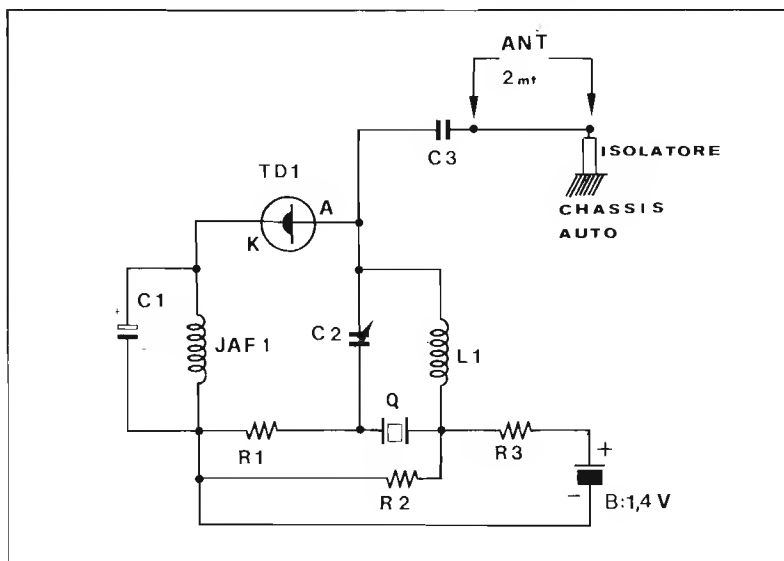 ANT
2 mt
C3
ISOLATORE
TD1
A
K
CHASSIS
AUTO
+
C1
-
JAF1
C2
L1
Q
R1
R3
+
R2
-
B:1,4 V